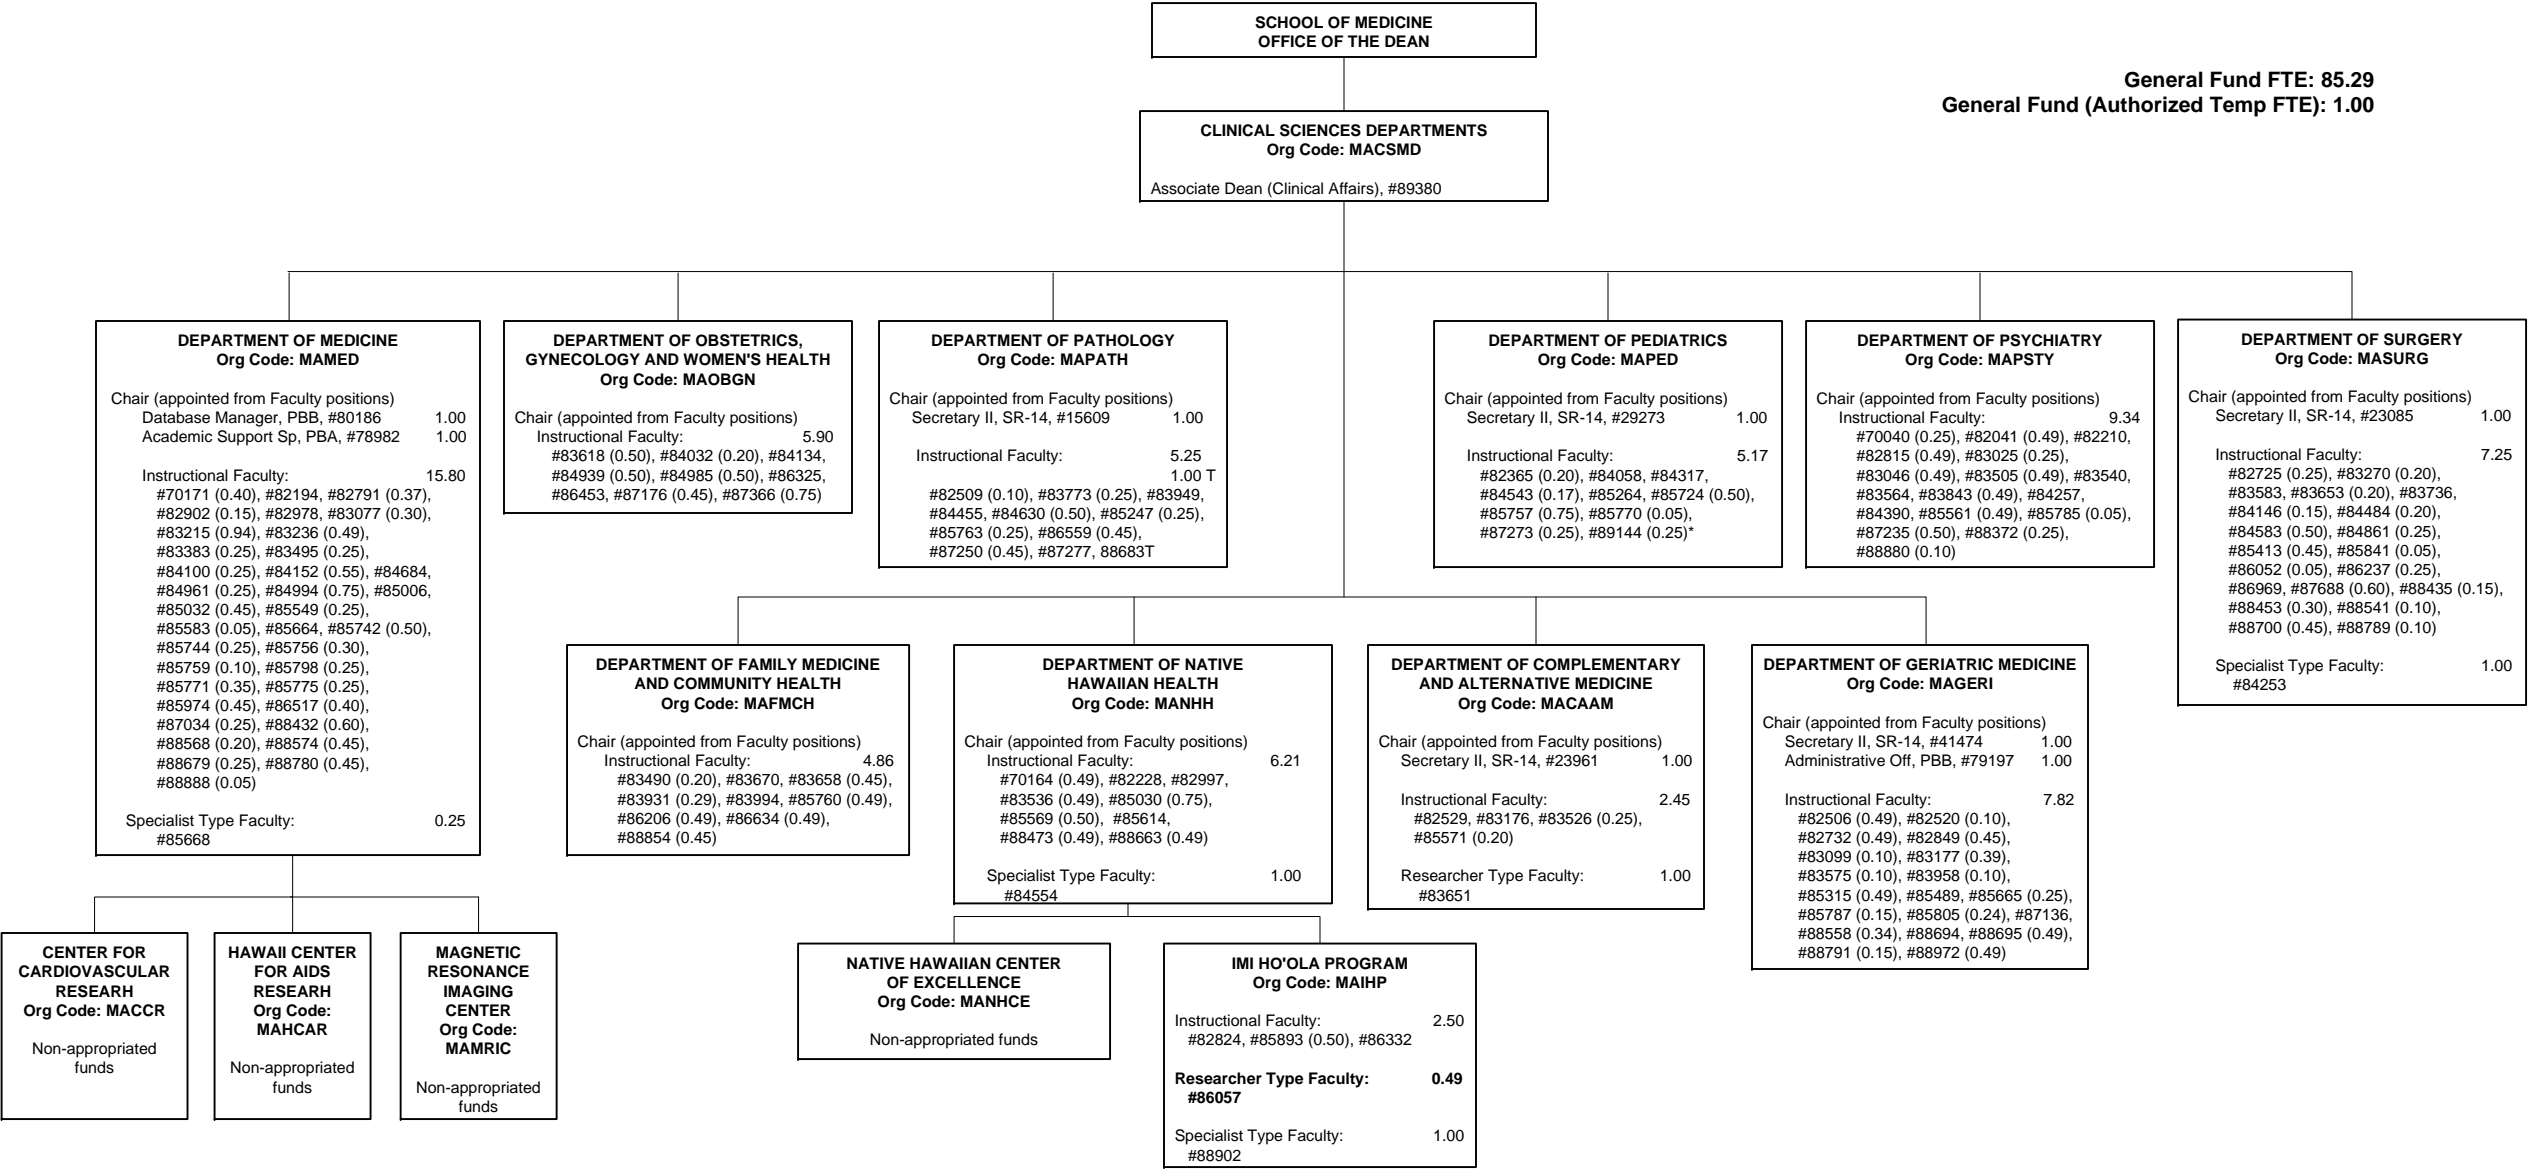 SCHOOL OF MEDICINE
OFFICE OF THE DEAN
General Fund FTE: 85.29
General Fund (Authorized Temp FTE): 1.00
CLINICAL SCIENCES DEPARTMENTS
Org Code: MACSMD
Associate Dean (Clinical Affairs), #89380
DEPARTMENT OF MEDICINE
Org Code: MAMED
Chair (appointed from Faculty positions)
Database Manager, PBB, #80186 1.00
Academic Support Sp, PBA, #78982 1.00
Instructional Faculty: 15.80
#70171 (0.40), #82194, #82791 (0.37),
#82902 (0.15), #82978, #83077 (0.30),
#83215 (0.94), #83236 (0.49),
#83383 (0.25), #83495 (0.25),
#84100 (0.25), #84152 (0.55), #84684,
#84961 (0.25), #84994 (0.75), #85006,
#85032 (0.45), #85549 (0.25),
#85583 (0.05), #85664, #85742 (0.50),
#85744 (0.25), #85756 (0.30),
#85759 (0.10), #85798 (0.25),
#85771 (0.35), #85775 (0.25),
#85974 (0.45), #86517 (0.40),
#87034 (0.25), #88432 (0.60),
#88568 (0.20), #88574 (0.45),
#88679 (0.25), #88780 (0.45),
#88888 (0.05)
Specialist Type Faculty: 0.25
#85668
DEPARTMENT OF OBSTETRICS,
GYNECOLOGY AND WOMEN'S HEALTH
Org Code: MAOBGN
Chair (appointed from Faculty positions)
Instructional Faculty: 5.90
#83618 (0.50), #84032 (0.20), #84134,
#84939 (0.50), #84985 (0.50), #86325,
#86453, #87176 (0.45), #87366 (0.75)
DEPARTMENT OF PATHOLOGY
Org Code: MAPATH
Chair (appointed from Faculty positions)
Secretary II, SR-14, #15609 1.00
Instructional Faculty: 5.25
1.00 T
#82509 (0.10), #83773 (0.25), #83949,
#84455, #84630 (0.50), #85247 (0.25),
#85763 (0.25), #86559 (0.45),
#87250 (0.45), #87277, 88683T
DEPARTMENT OF PEDIATRICS
Org Code: MAPED
Chair (appointed from Faculty positions)
Secretary II, SR-14, #29273 1.00
Instructional Faculty: 5.17
#82365 (0.20), #84058, #84317,
#84543 (0.17), #85264, #85724 (0.50),
#85757 (0.75), #85770 (0.05),
#87273 (0.25), #89144 (0.25)*
DEPARTMENT OF PSYCHIATRY
Org Code: MAPSTY
Chair (appointed from Faculty positions)
Instructional Faculty: 9.34
#70040 (0.25), #82041 (0.49), #82210,
#82815 (0.49), #83025 (0.25),
#83046 (0.49), #83505 (0.49), #83540,
#83564, #83843 (0.49), #84257,
#84390, #85561 (0.49), #85785 (0.05),
#87235 (0.50), #88372 (0.25),
#88880 (0.10)
DEPARTMENT OF SURGERY
Org Code: MASURG
Chair (appointed from Faculty positions)
Secretary II, SR-14, #23085 1.00
Instructional Faculty: 7.25
#82725 (0.25), #83270 (0.20),
#83583, #83653 (0.20), #83736,
#84146 (0.15), #84484 (0.20),
#84583 (0.50), #84861 (0.25),
#85413 (0.45), #85841 (0.05),
#86052 (0.05), #86237 (0.25),
#86969, #87688 (0.60), #88435 (0.15),
#88453 (0.30), #88541 (0.10),
#88700 (0.45), #88789 (0.10)
Specialist Type Faculty: 1.00
#84253
DEPARTMENT OF FAMILY MEDICINE
AND COMMUNITY HEALTH
Org Code: MAFMCH
Chair (appointed from Faculty positions)
Instructional Faculty: 4.86
#83490 (0.20), #83670, #83658 (0.45),
#83931 (0.29), #83994, #85760 (0.49),
#86206 (0.49), #86634 (0.49),
#88854 (0.45)
DEPARTMENT OF NATIVE
HAWAIIAN HEALTH
Org Code: MANHH
Chair (appointed from Faculty positions)
Instructional Faculty: 6.21
#70164 (0.49), #82228, #82997,
#83536 (0.49), #85030 (0.75),
#85569 (0.50), #85614,
#88473 (0.49), #88663 (0.49)
Specialist Type Faculty: 1.00
#84554
DEPARTMENT OF COMPLEMENTARY
AND ALTERNATIVE MEDICINE
Org Code: MACAAM
Chair (appointed from Faculty positions)
Secretary II, SR-14, #23961 1.00
Instructional Faculty: 2.45
#82529, #83176, #83526 (0.25),
#85571 (0.20)
Researcher Type Faculty: 1.00
#83651
DEPARTMENT OF GERIATRIC MEDICINE
Org Code: MAGERI
Chair (appointed from Faculty positions)
Secretary II, SR-14, #41474 1.00
Administrative Off, PBB, #79197 1.00
Instructional Faculty: 7.82
#82506 (0.49), #82520 (0.10),
#82732 (0.49), #82849 (0.45),
#83099 (0.10), #83177 (0.39),
#83575 (0.10), #83958 (0.10),
#85315 (0.49), #85489, #85665 (0.25),
#85787 (0.15), #85805 (0.24), #87136,
#88558 (0.34), #88694, #88695 (0.49),
#88791 (0.15), #88972 (0.49)
CENTER FOR
CARDIOVASCULAR
RESEARH
Org Code: MACCR
Non-appropriated
funds
HAWAII CENTER
FOR AIDS
RESEARH
Org Code:
MAHCAR
Non-appropriated
funds
MAGNETIC
RESONANCE
IMAGING
CENTER
Org Code:
MAMRIC
Non-appropriated
funds
NATIVE HAWAIIAN CENTER
OF EXCELLENCE
Org Code: MANHCE
Non-appropriated funds
IMI HO'OLA PROGRAM
Org Code: MAIHP
Instructional Faculty: 2.50
#82824, #85893 (0.50), #86332
Researcher Type Faculty: 0.49
#86057
Specialist Type Faculty: 1.00
#88902